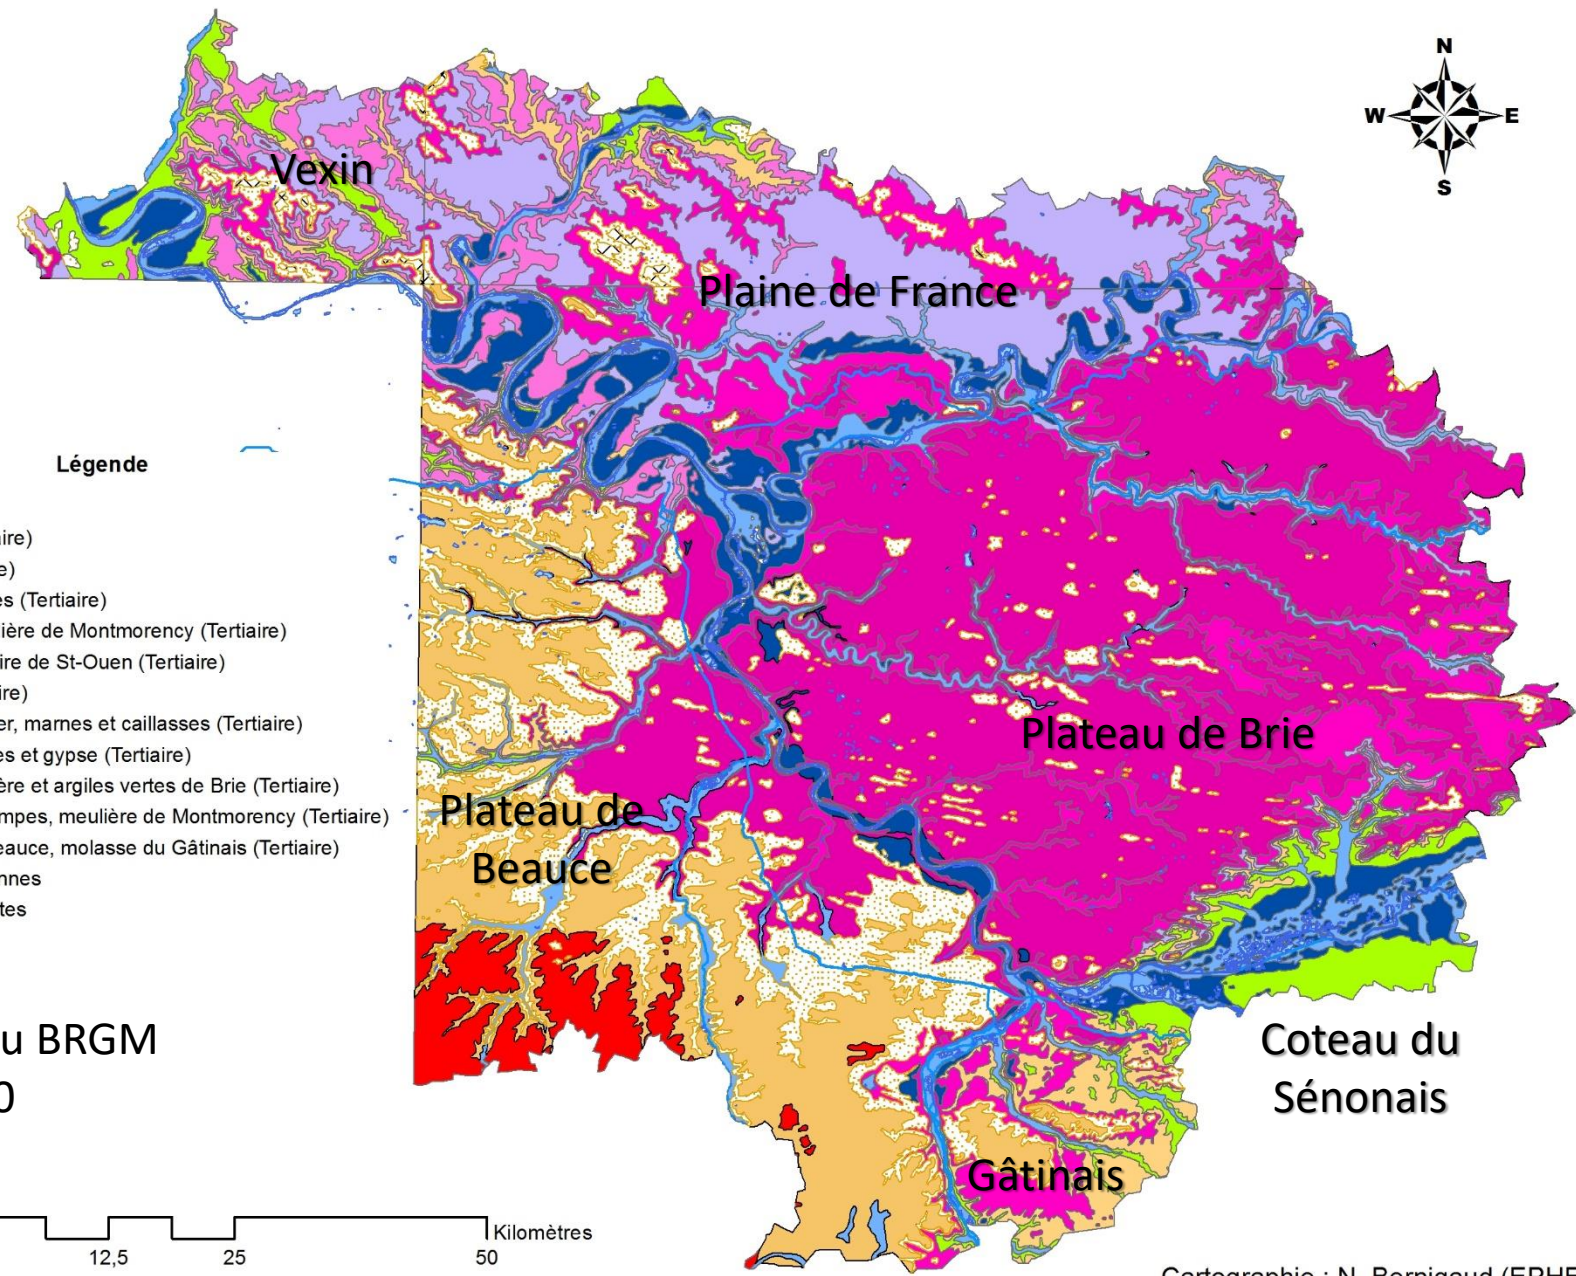 N
W E
S
Vexin
Plaine de France
Légende
ire)
e)
es (Tertiaire)
lière de Montmorency (Tertiaire)
ire de St-Ouen (Tertiaire)
ire)
er, marnes et caillasses (Tertiaire)
es et gypse (Tertiaire)
ère et argiles vertes de Brie (Tertiaire)
mpes, meulière de Montmorency (Tertiaire)
eauce, molasse du Gâtinais (Tertiaire)
nnes
tes
Plateau de Brie
Plateau de
Beauce
u BRGM
0
Coteau du
Sénonais
Gâtinais
Kilomètres
12,5 25 50